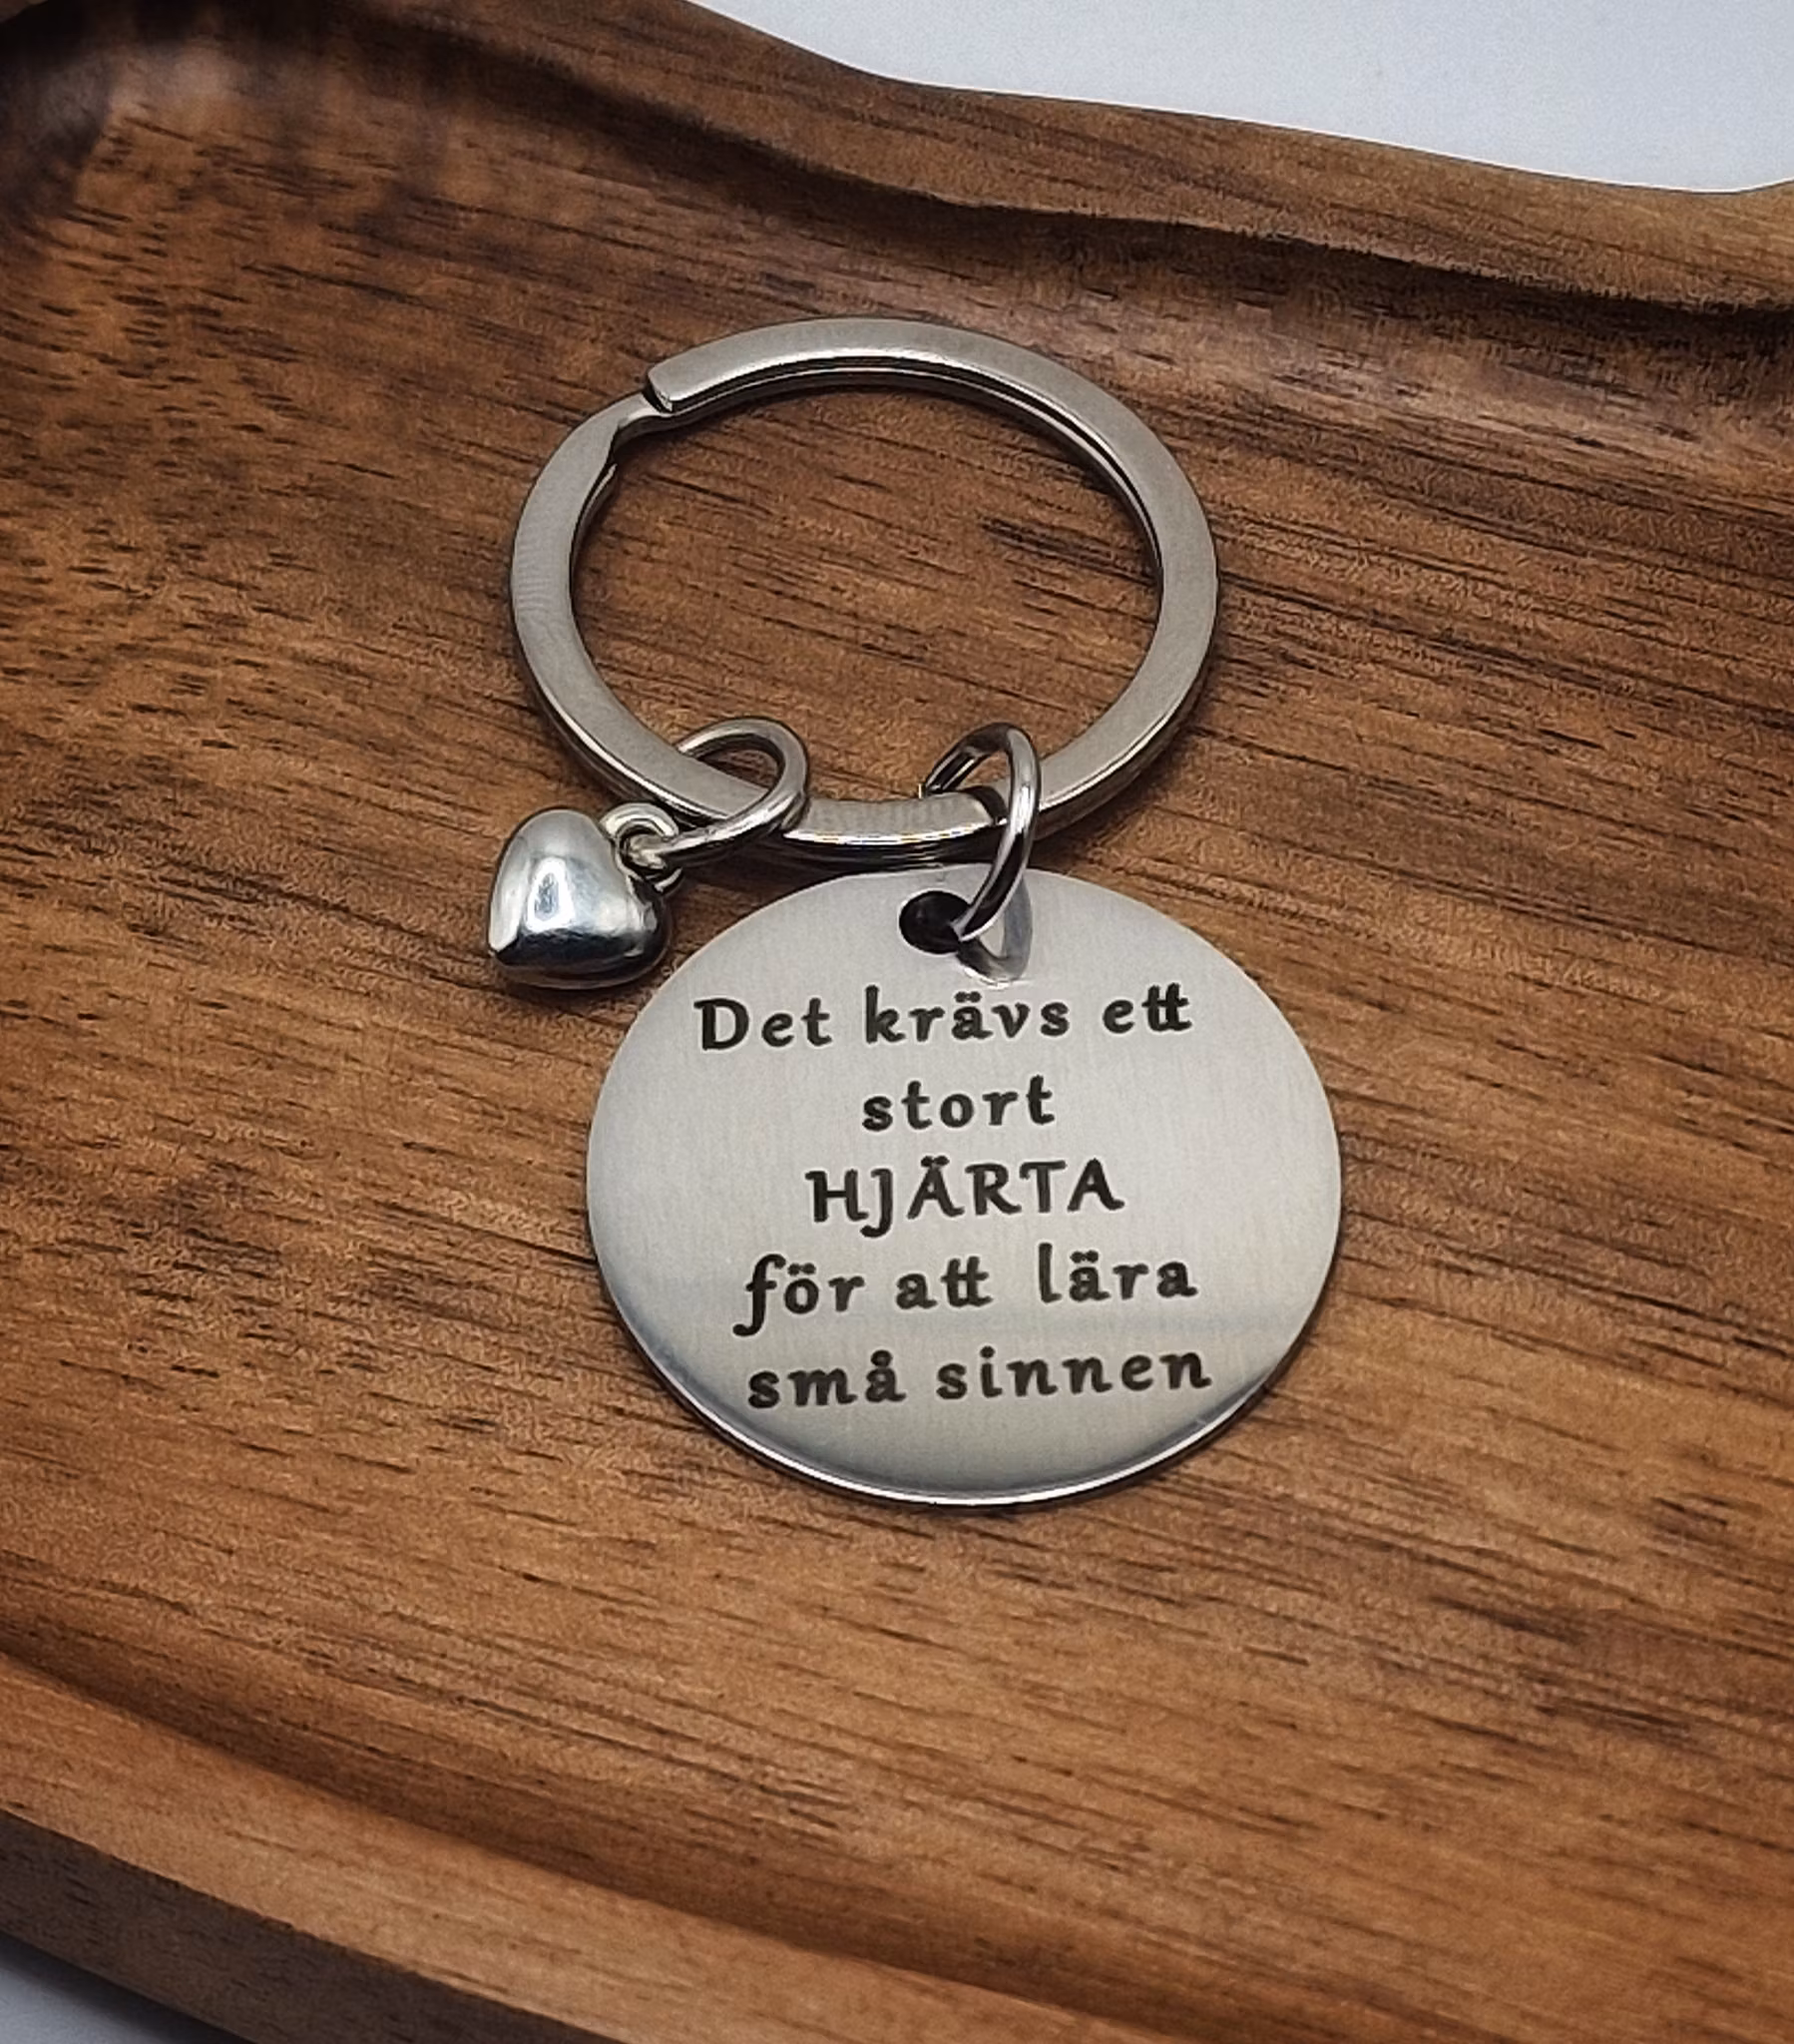 Det krävs ett
stort
HJÄRTA
för att lära
små sinnen